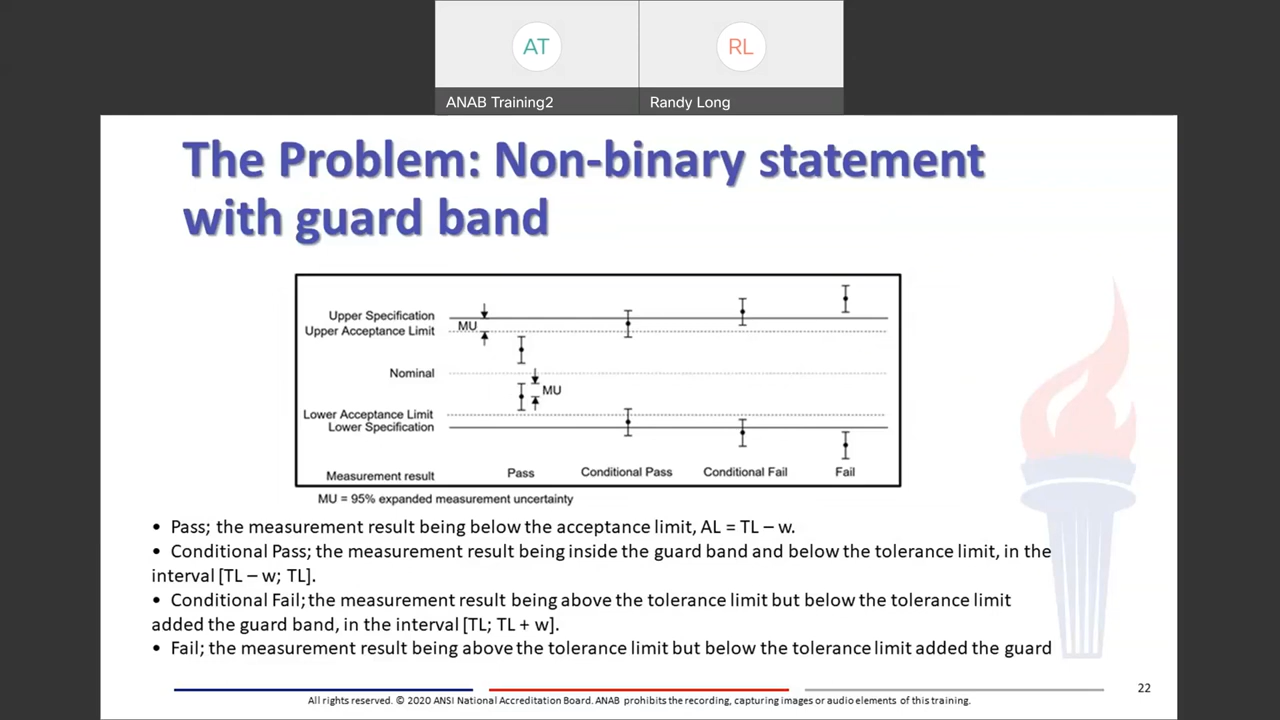 AT
RL
ANAB Training2
Randy Long
The Problem: Non-binary statement
with guard band
Upper Specification
MU
Upper Acceptance Limit
Nominal
MU
Lower Acceptance Limit
Lower Specification
Measurement result
Pass
Conditional Pass
Conditional Fail
Fail
MU = 95% expanded measurement uncertainty
• Pass; the measurement result being below the acceptance limit, AL = TL – w.
• Conditional Pass; the measurement result being inside the guard band and below the tolerance limit, in the
interval [TL – w; TL].
• Conditional Fail; the measurement result being above the tolerance limit but below the tolerance limit
added the guard band, in the interval [TL; TL + w].
• Fail; the measurement result being above the tolerance limit but below the tolerance limit added the guard
22
All rights reserved. © 2020 ANSI National Accreditation Board. ANAB prohibits the recording, capturing images or audio elements of this training.